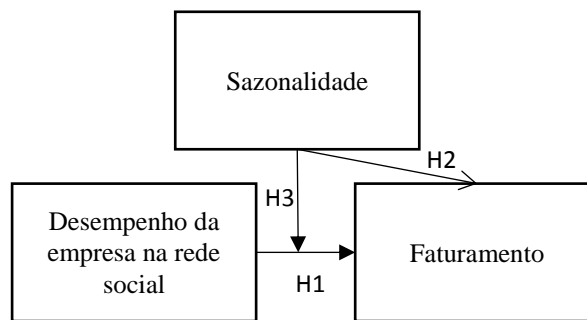 Sazonalidade
H2
H3
Desempenho da
empresa na rede
social
Faturamento
H1